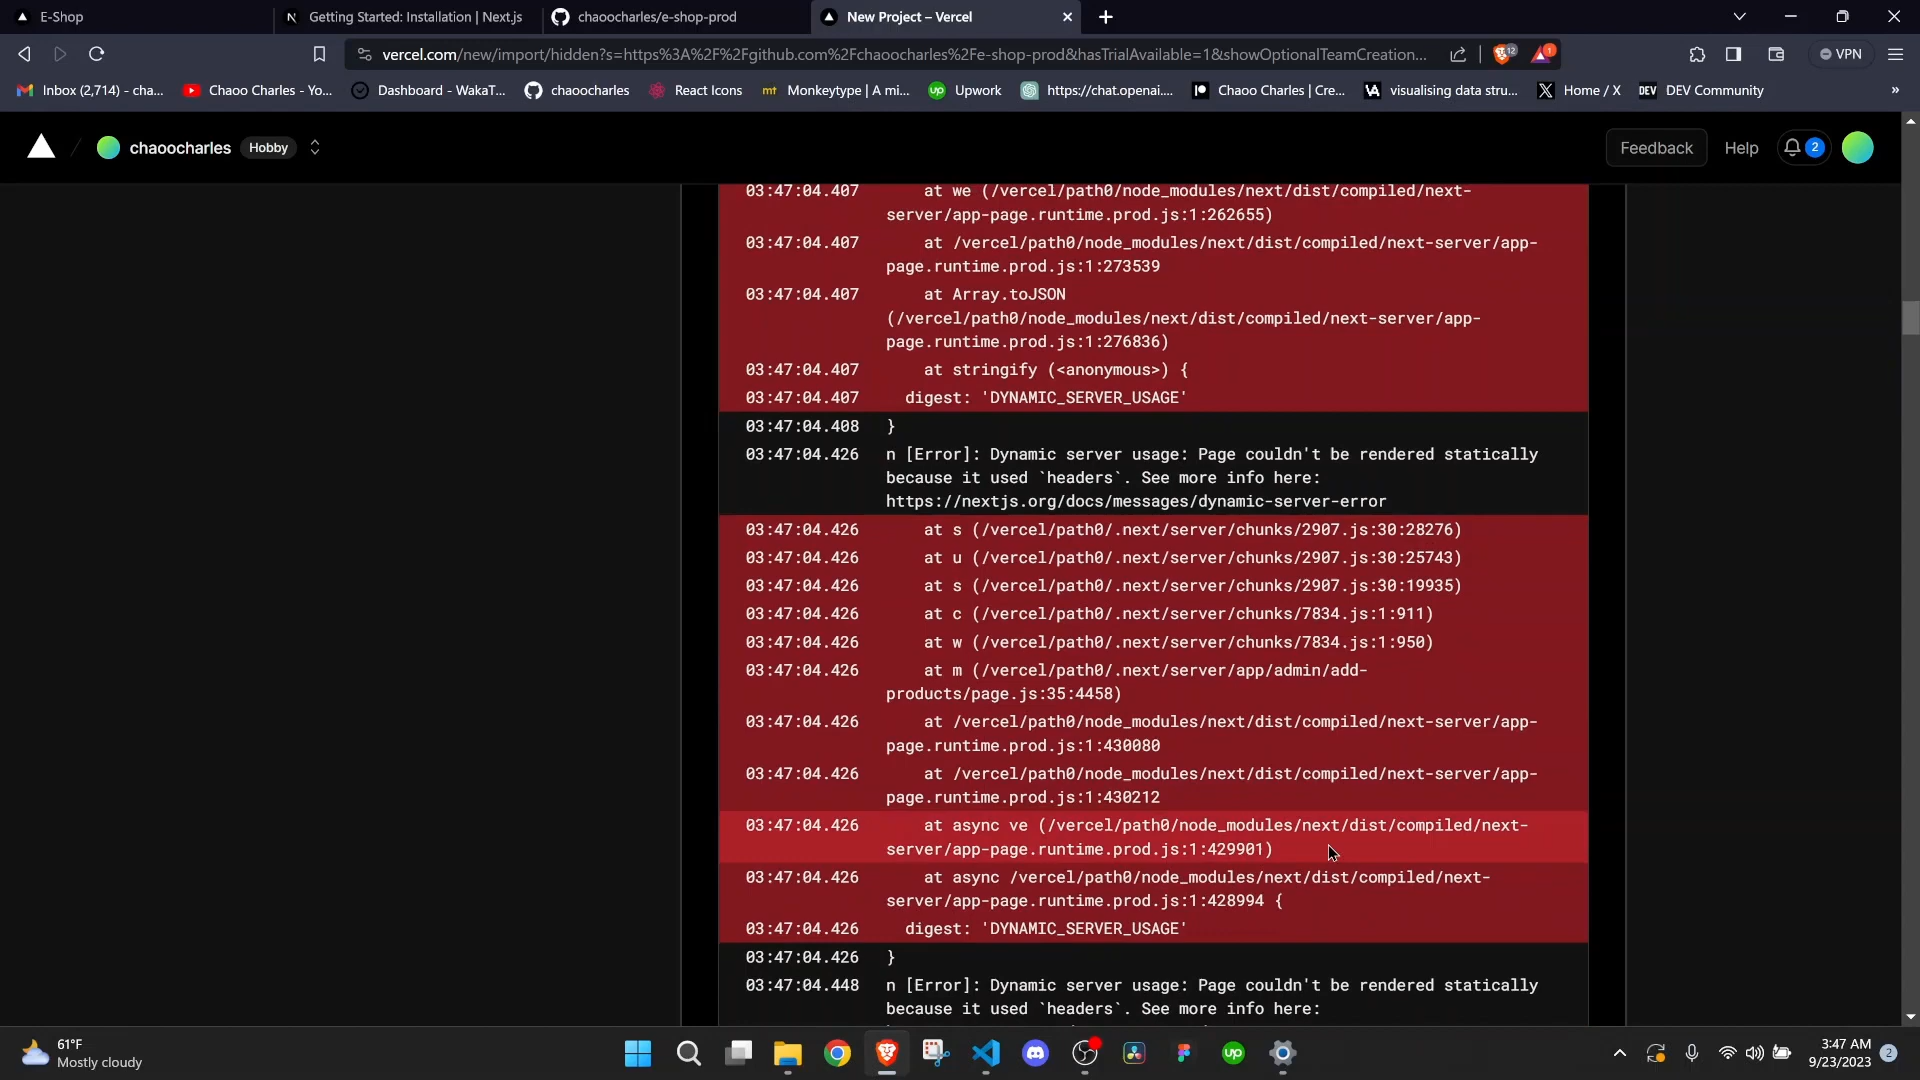 E-Shop
N Getting Started: Installation | Next.js
chaoocharles/e-shop-prod
New Project – Vercel
vercel.com/new/import/hidden?s=https%3A%2F%2Fgithub.com%2Fchaoocharles%2Fe-shop-prod&hasTrialAvailable=1&showOptionalTeamCreation...
12
1
VPN
Inbox (2,714) - cha...
Chaoo Charles - Yo...
Dashboard - WakaT...
chaoocharles
React Icons
mt Monkeytype | A mi...
up Upwork
https://chat.openai....
Chaoo Charles | Cre...
VA visualising data stru...
X Home / X
DEV DEV Community
»
chaoocharles Hobby
Feedback
Help
2
03:47:04.407 at we (/vercel/path0/node_modules/next/dist/compiled/next-
server/app-page.runtime.prod.js:1:262655)
03:47:04.407 at /vercel/path0/node_modules/next/dist/compiled/next-server/app-
page.runtime.prod.js:1:273539
03:47:04.407 at Array.toJSON
(/vercel/path0/node_modules/next/dist/compiled/next-server/app-
page.runtime.prod.js:1:276836)
03:47:04.407 at stringify (<anonymous>) {
03:47:04.407 digest: 'DYNAMIC_SERVER_USAGE'
03:47:04.408 }
03:47:04.426 n [Error]: Dynamic server usage: Page couldn't be rendered statically
because it used `headers`. See more info here:
https://nextjs.org/docs/messages/dynamic-server-error
03:47:04.426 at s (/vercel/path0/.next/server/chunks/2907.js:30:28276)
03:47:04.426 at u (/vercel/path0/.next/server/chunks/2907.js:30:25743)
03:47:04.426 at s (/vercel/path0/.next/server/chunks/2907.js:30:19935)
03:47:04.426 at c (/vercel/path0/.next/server/chunks/7834.js:1:911)
03:47:04.426 at w (/vercel/path0/.next/server/chunks/7834.js:1:950)
03:47:04.426 at m (/vercel/path0/.next/server/app/admin/add-
products/page.js:35:4458)
03:47:04.426 at /vercel/path0/node_modules/next/dist/compiled/next-server/app-
page.runtime.prod.js:1:430080
03:47:04.426 at /vercel/path0/node_modules/next/dist/compiled/next-server/app-
page.runtime.prod.js:1:430212
03:47:04.426 at async ve (/vercel/path0/node_modules/next/dist/compiled/next-
server/app-page.runtime.prod.js:1:429901)
03:47:04.426 at async /vercel/path0/node_modules/next/dist/compiled/next-
server/app-page.runtime.prod.js:1:428994 {
03:47:04.426 digest: 'DYNAMIC_SERVER_USAGE'
03:47:04.426 }
03:47:04.448 n [Error]: Dynamic server usage: Page couldn't be rendered statically
because it used `headers`. See more info here:
61°F
Mostly cloudy
up
3:47 AM
9/23/2023
2